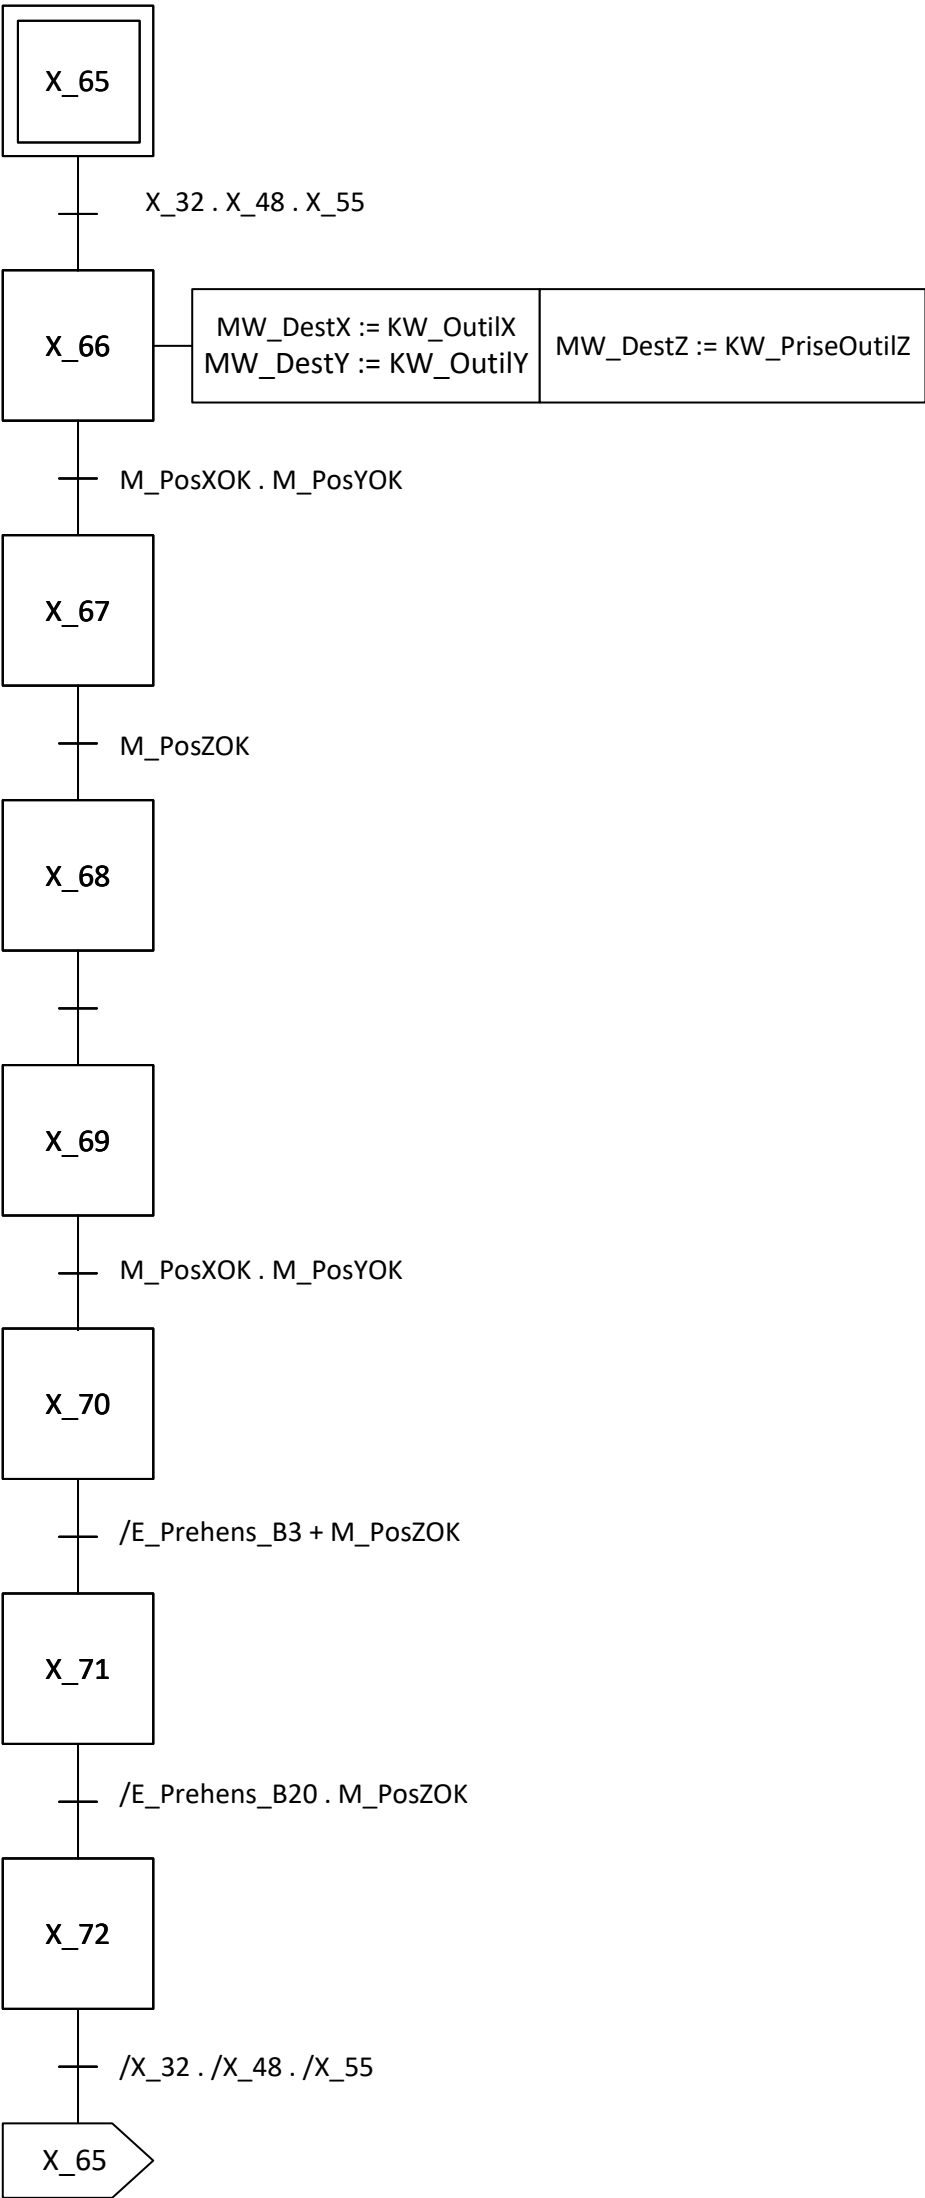 X_65
X_32 . X_48 . X_55
X_66
MW_DestX := KW_OutilX
MW_DestY := KW_OutilY
MW_DestZ := KW_PriseOutilZ
M_PosXOK . M_PosYOK
X_67
M_PosZOK
X_68
X_69
M_PosXOK . M_PosYOK
X_70
/E_Prehens_B3 + M_PosZOK
X_71
/E_Prehens_B20 . M_PosZOK
X_72
/X_32 . /X_48 . /X_55
X_65